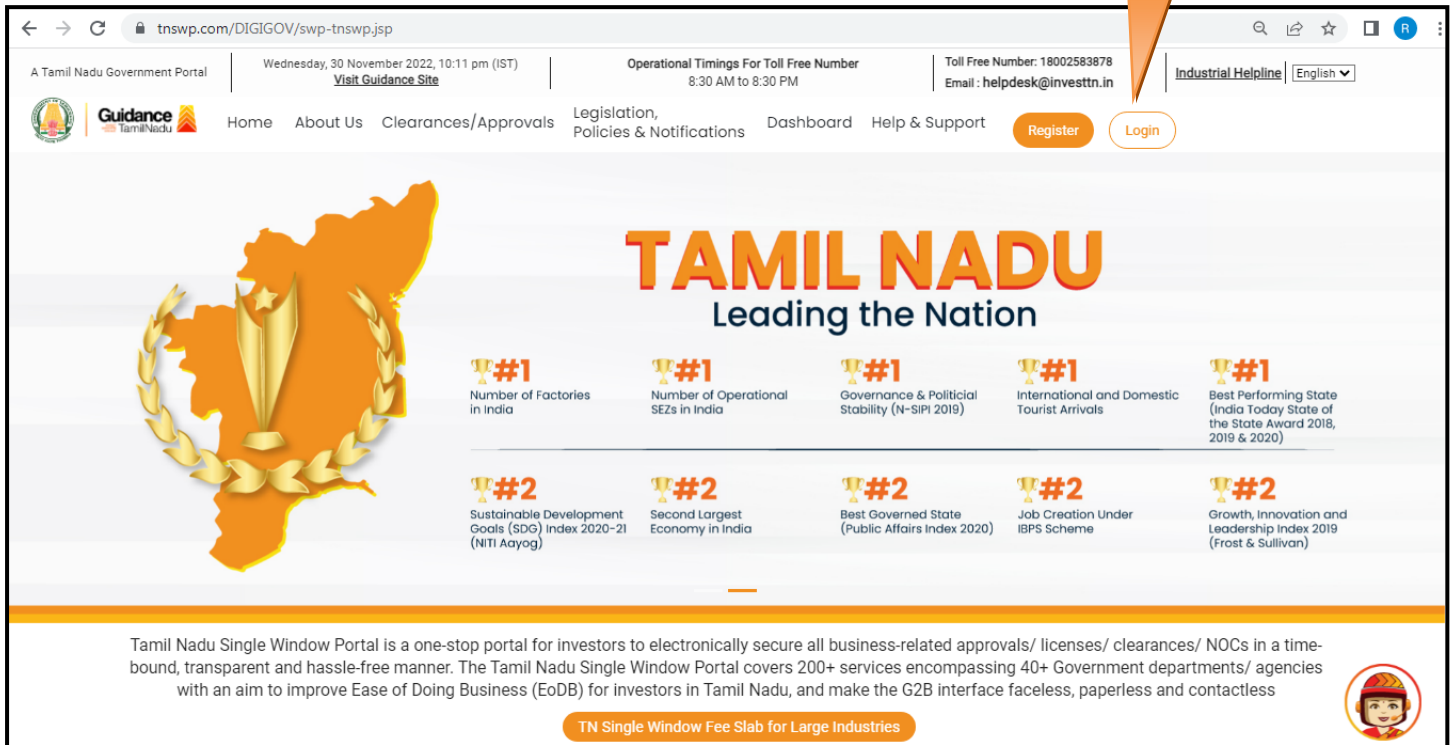 tnswp.com/DIGIGOV/swp-tnswp.jsp
R
A Tamil Nadu Government Portal
Wednesday, 30 November 2022, 10:11 pm (IST)
Visit Guidance Site
Operational Timings For Toll Free Number
8:30 AM to 8:30 PM
Toll Free Number: 18002583878
Email : helpdesk@investtn.in
Industrial Helpline
English
Guidance
TamilNadu
Home
About Us
Clearances/Approvals
Legislation,
Policies & Notifications
Dashboard
Help & Support
Register
Login
TAMIL NADU
Leading the Nation
#1
Number of Factories
in India
#1
Number of Operational
SEZs in India
#1
Governance & Politicial
Stability (N-SIPI 2019)
#1
International and Domestic
Tourist Arrivals
#1
Best Performing State
(India Today State of
the State Award 2018,
2019 & 2020)
#2
Sustainable Development
Goals (SDG) Index 2020-21
(NITI Aayog)
#2
Second Largest
Economy in India
#2
Best Governed State
(Public Affairs Index 2020)
#2
Job Creation Under
IBPS Scheme
#2
Growth, Innovation and
Leadership Index 2019
(Frost & Sullivan)
Tamil Nadu Single Window Portal is a one-stop portal for investors to electronically secure all business-related approvals/ licenses/ clearances/ NOCs in a time-
bound, transparent and hassle-free manner. The Tamil Nadu Single Window Portal covers 200+ services encompassing 40+ Government departments/ agencies
with an aim to improve Ease of Doing Business (EoDB) for investors in Tamil Nadu, and make the G2B interface faceless, paperless and contactless
TN Single Window Fee Slab for Large Industries